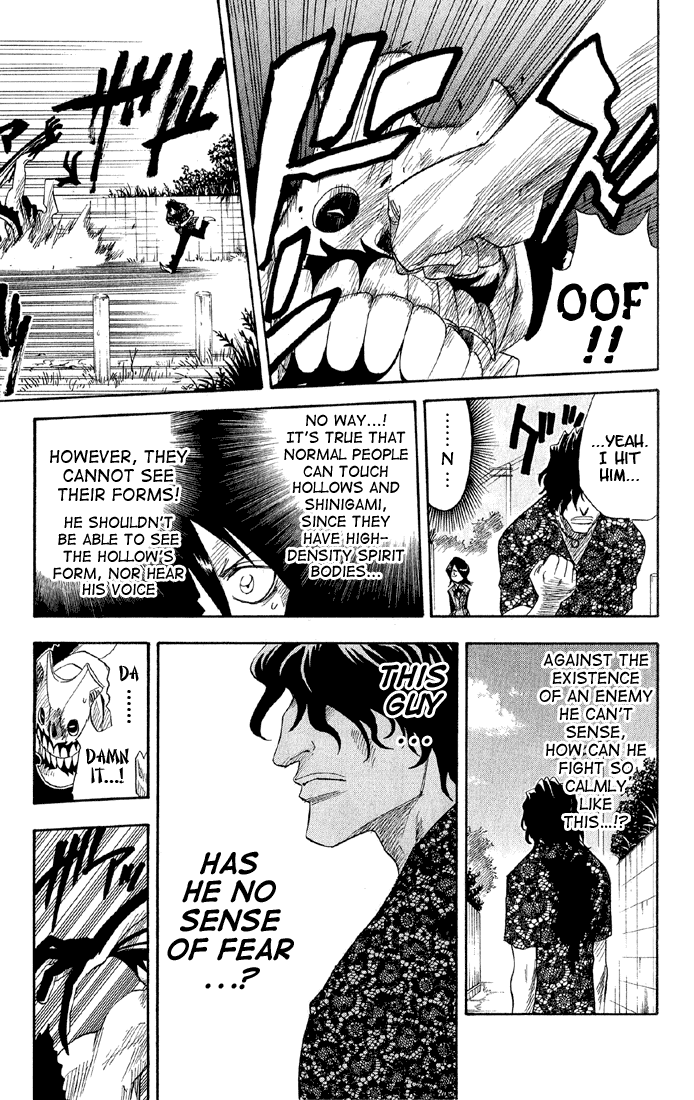 OOF
!!
...YEAH.
I HIT
HIM...
N
NO WAY...!
IT'S TRUE THAT
NORMAL PEOPLE
CAN TOUCH
HOLLOWS AND
SHINIGAMI,
SINCE THEY
HAVE HIGH-
DENSITY SPIRIT
BODIES...
HOWEVER, THEY
CANNOT SEE
THEIR FORMS!
HE SHOULDN'T
BE ABLE TO SEE
THE HOLLOW'S
FORM, NOR HEAR
HIS VOICE
AGAINST THE
EXISTENCE
OF AN ENEMY
HE CAN'T
SENSE,
HOW CAN HE
FIGHT SO
CALMLY
LIKE
THIS...!?
THIS
GUY
...
HAS
HE NO
SENSE
OF FEAR
...?
DA
......
DAMN
IT...!